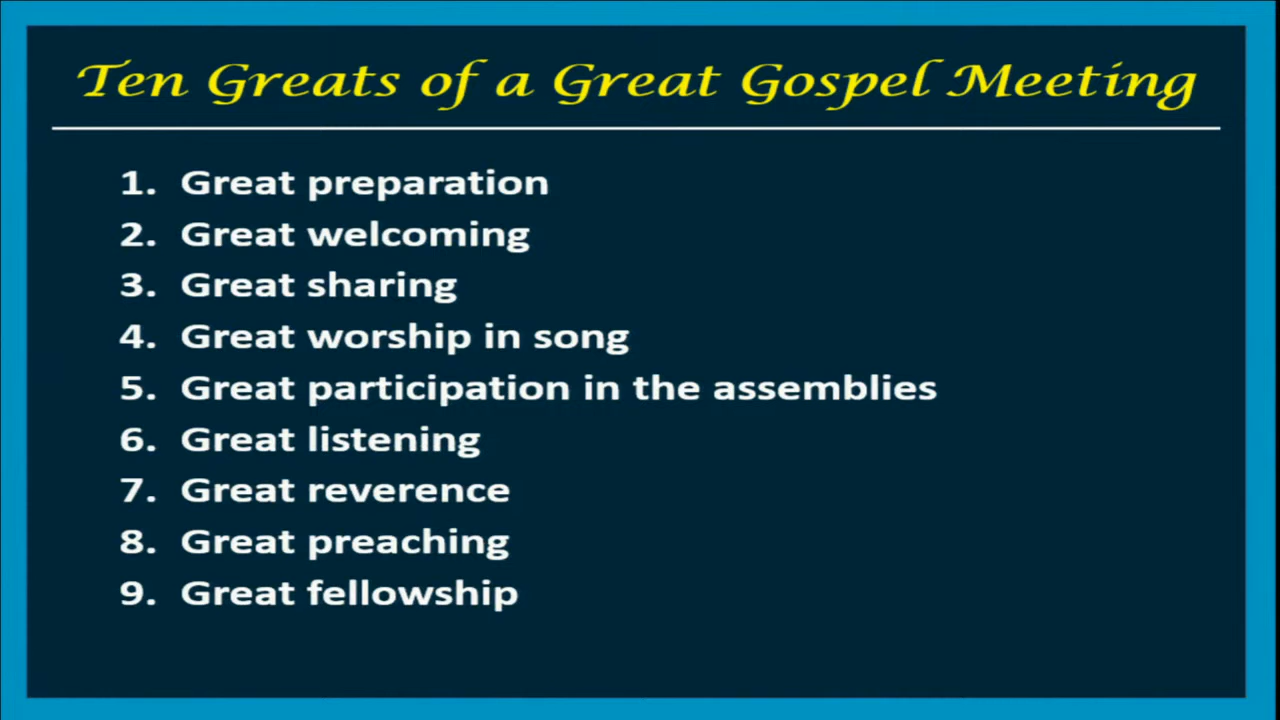 Ten Greats of a Great Gospel Meeting
1. Great preparation
2. Great welcoming
3. Great sharing
4. Great worship in song
5. Great participation in the assemblies
6. Great listening
7. Great reverence
8. Great preaching
9. Great fellowship